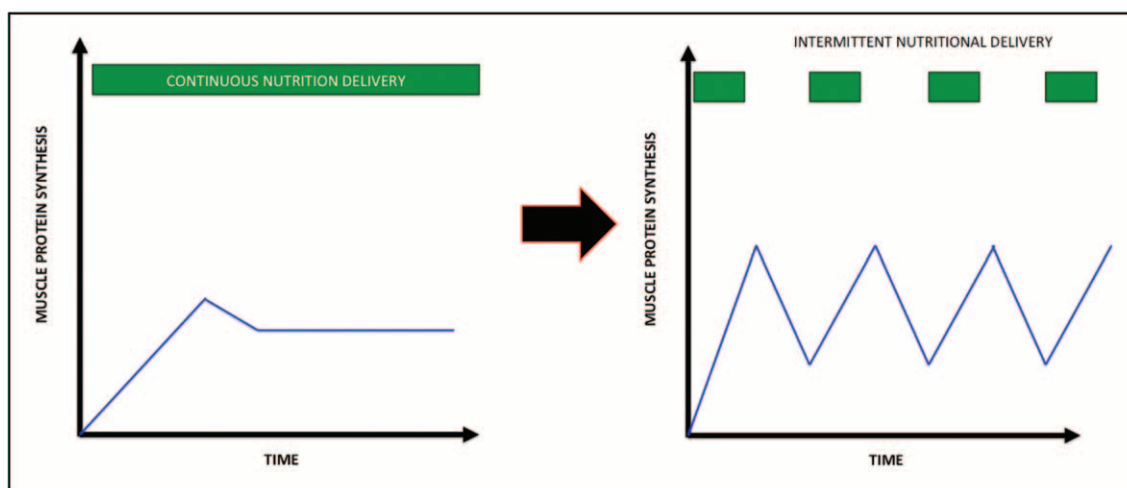 CONTINUOUS NUTRITION DELIVERY
MUSCLE PROTEIN SYNTHESIS
TIME
INTERMITTENT NUTRITIONAL DELIVERY
MUSCLE PROTEIN SYNTHESIS
TIME